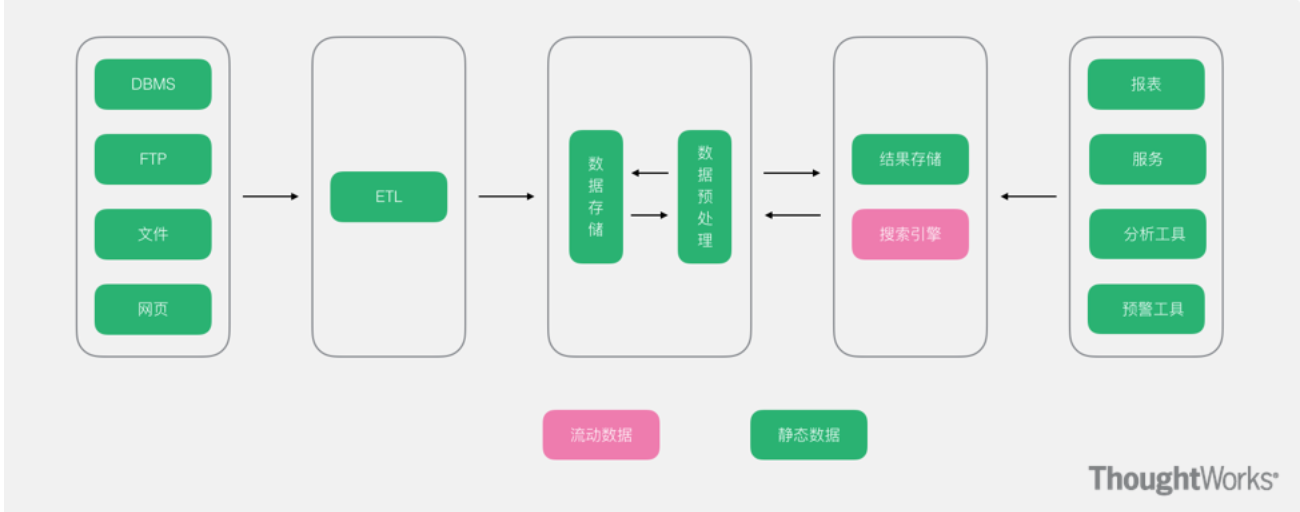 DBMS
FTP
文件
网页
ETL
数据存储
数据预处理
结果存储
搜索引擎
报表
服务
分析工具
预警工具
流动数据
静态数据
ThoughtWorks